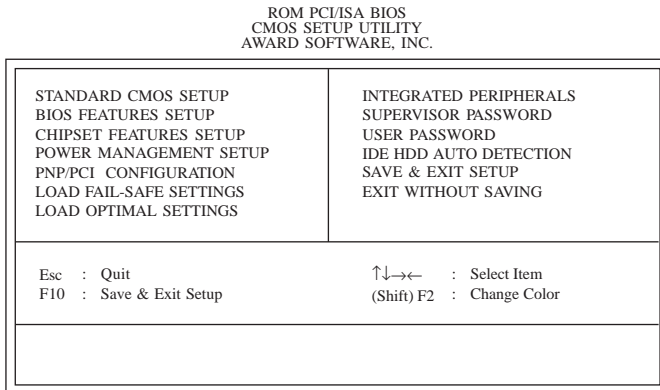 ROM PCI/ISA BIOS
CMOS SETUP UTILITY
AWARD SOFTWARE, INC.
STANDARD CMOS SETUP
BIOS FEATURES SETUP
CHIPSET FEATURES SETUP
POWER MANAGEMENT SETUP
PNP/PCI CONFIGURATION
LOAD FAIL-SAFE SETTINGS
LOAD OPTIMAL SETTINGS
INTEGRATED PERIPHERALS
SUPERVISOR PASSWORD
USER PASSWORD
IDE HDD AUTO DETECTION
SAVE & EXIT SETUP
EXIT WITHOUT SAVING
Esc : Quit
F10 : Save & Exit Setup
↑↓→← : Select Item
(Shift) F2 : Change Color